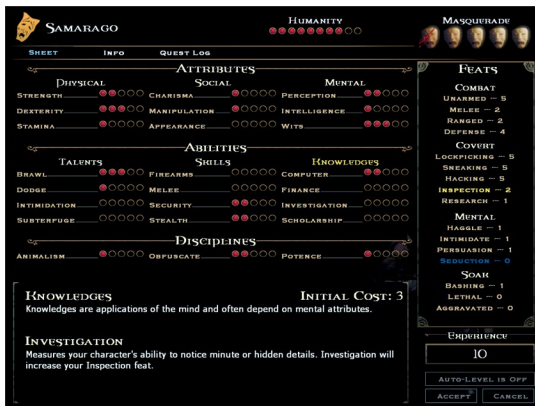 Samarago
Humanity
Masquerade
Sheet Info Quest Log
Attributes
Physical Social Mental
Strength Charisma Perception
Dexterity Manipulation Intelligence
Stamina Appearance Wits
Abilities
Talents Skills Knowledges
Brawl Firearms Computer
Dodge Melee Finance
Intimidation Security Investigation
Subterfuge Stealth Scholarship
Disciplines
Animalism Obfuscate Potence
Knowledges Initial Cost: 3
Knowledges are applications of the mind and often depend on mental attributes.
Investigation
Measures your character's ability to notice minute or hidden details. Investigation will
increase your Inspection feat.
Feats
Combat
Unarmed – 5
Melee – 2
Ranged – 2
Defense – 4
Covert
Lockpicking – 5
Sneaking – 5
Hacking – 5
Inspection – 2
Research – 1
Mental
Haggle – 1
Intimidate – 1
Persuasion – 1
Seduction – 0
Soak
Bashing – 1
Lethal – 0
Aggravated – 0
Experience
10
Auto-Level is Off
Accept Cancel